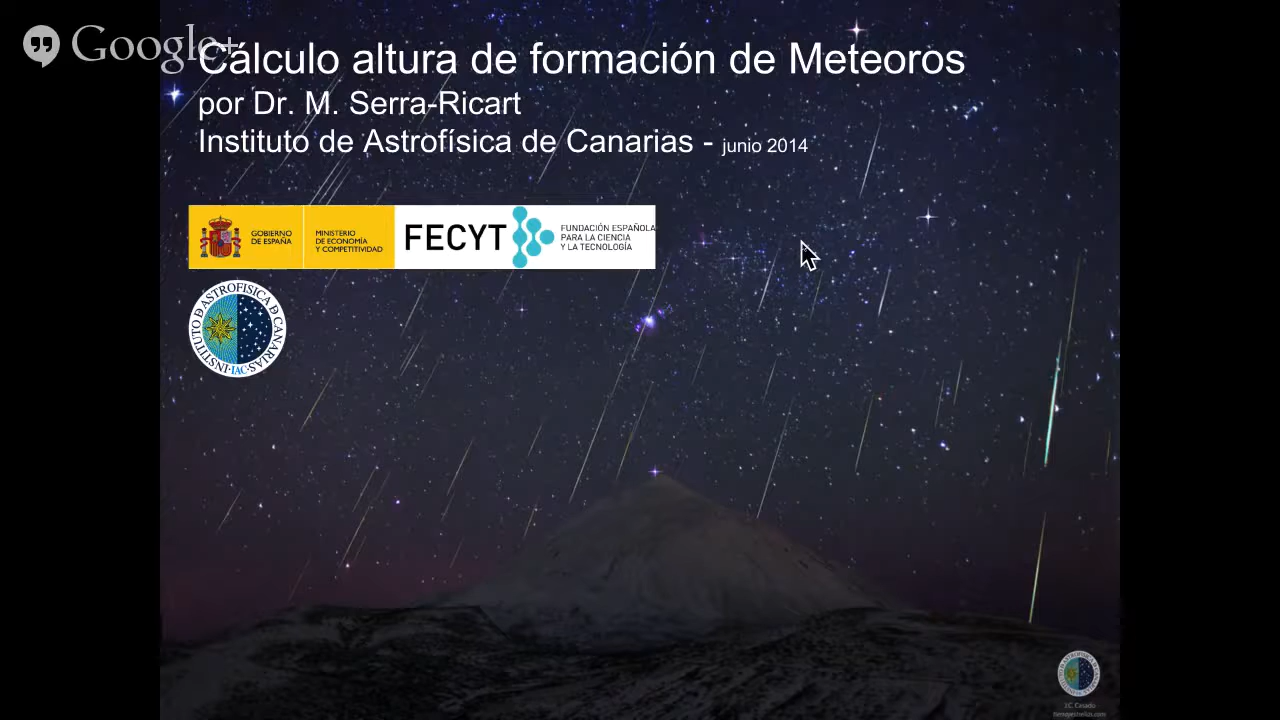 Google+
Cálculo altura de formación de Meteoros
por Dr. M. Serra-Ricart
Instituto de Astrofísica de Canarias - junio 2014
GOBIERNO
DE ESPAÑA
MINISTERIO
DE ECONOMÍA
Y COMPETITIVIDAD
FECYT
FUNDACIÓN ESPAÑOLA
PARA LA CIENCIA
Y LA TECNOLOGÍA
INSTITUTO DE ASTROFISICA DE CANARIAS
·IAC·
J.C. Casado